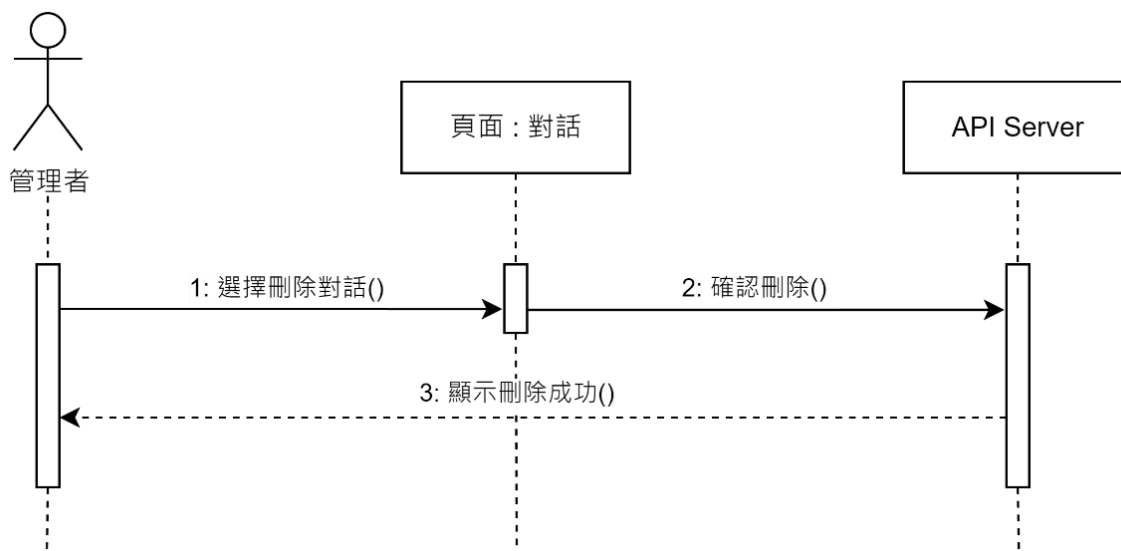 頁面 : 對話
API Server
管理者
1: 選擇刪除對話()
2: 確認刪除()
3: 顯示刪除成功()